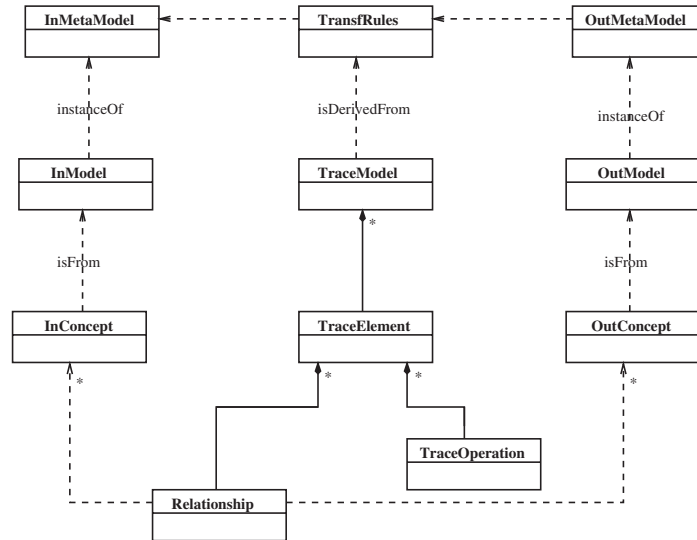 InMetaModel
TransfRules
OutMetaModel
instanceOf
isDerivedFrom
instanceOf
InModel
TraceModel
OutModel
*
isFrom
isFrom
InConcept
TraceElement
OutConcept
*
*
*
*
TraceOperation
Relationship